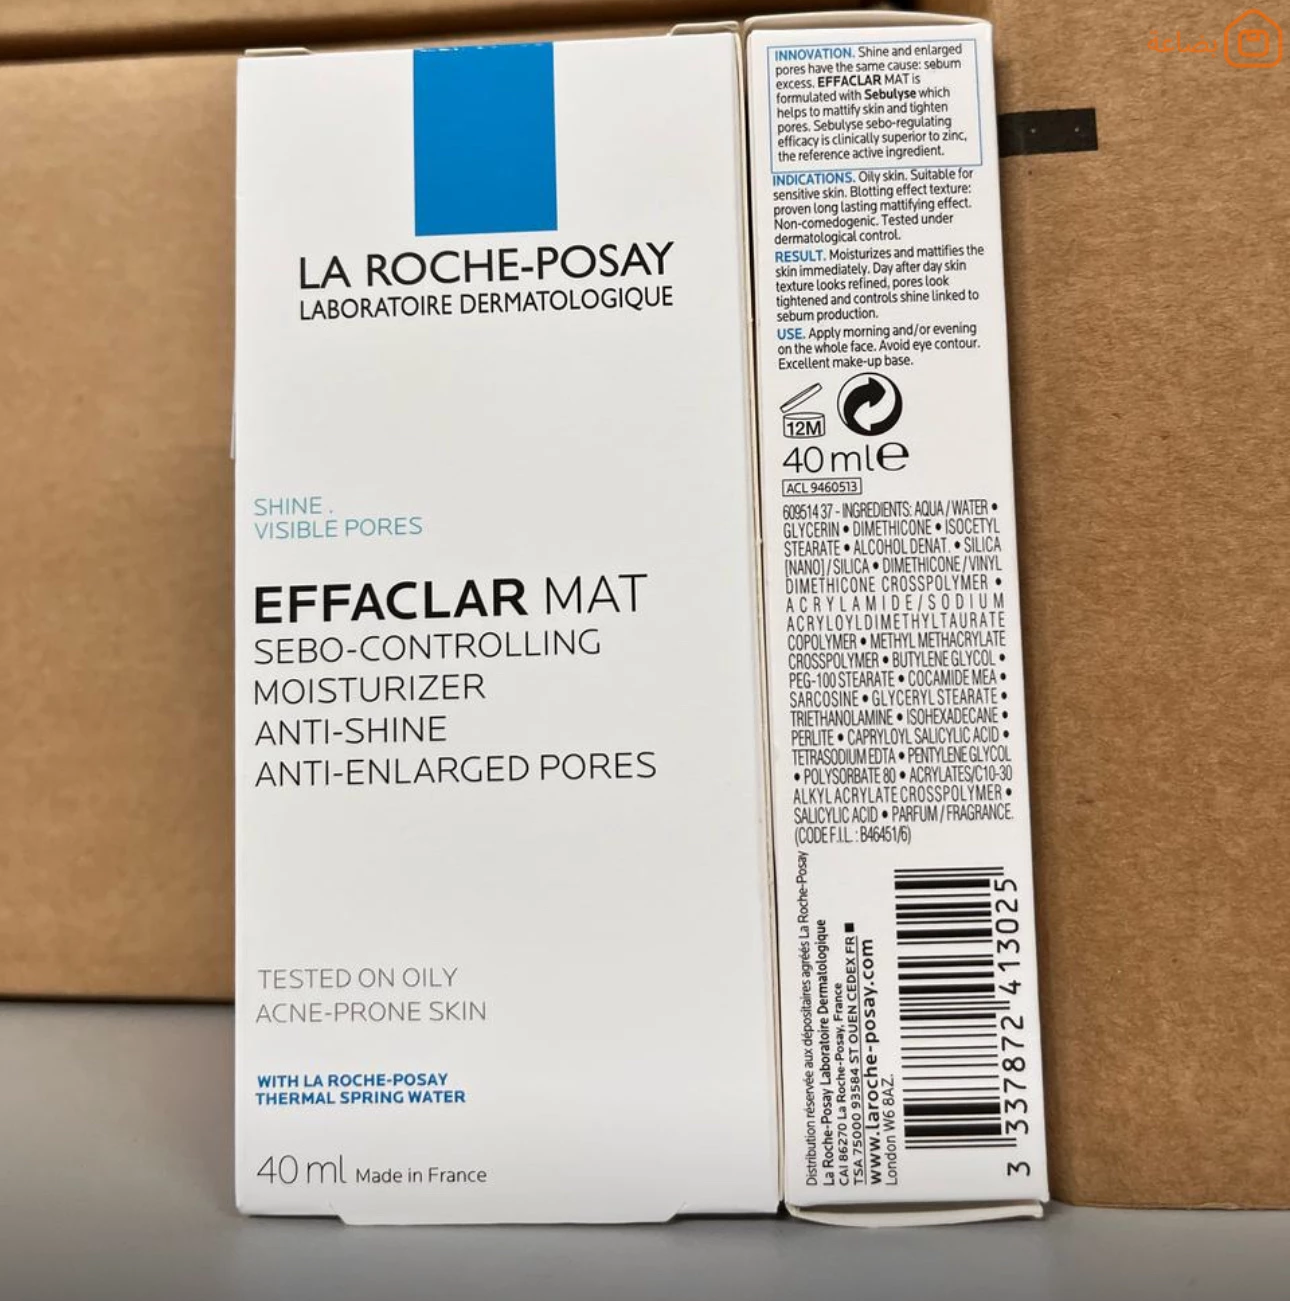 بضاعة
LA ROCHE-POSAY
LABORATOIRE DERMATOLOGIQUE
SHINE .
VISIBLE PORES
EFFACLAR MAT
SEBO-CONTROLLING
MOISTURIZER
ANTI-SHINE
ANTI-ENLARGED PORES
TESTED ON OILY
ACNE-PRONE SKIN
WITH LA ROCHE-POSAY
THERMAL SPRING WATER
40 ml Made in France
INNOVATION. Shine and enlarged
pores have the same cause: sebum
excess. EFFACLAR MAT is
formulated with Sebulyse which
helps to mattify skin and tighten
pores. Sebulyse sebo-regulating
efficacy is clinically superior to zinc,
the reference active ingredient.
INDICATIONS. Oily skin. Suitable for
sensitive skin. Blotting effect texture:
proven long lasting mattifying effect.
Non-comedogenic. Tested under
dermatological control.
RESULT. Moisturizes and mattifies the
skin immediately. Day after day skin
texture looks refined, pores look
tightened and controls shine linked to
sebum production.
USE. Apply morning and/or evening
on the whole face. Avoid eye contour.
Excellent make-up base.
12M
40 ml e
ACL 9460513
609514 37 - INGREDIENTS: AQUA / WATER •
GLYCERIN • DIMETHICONE • ISOCETYL
STEARATE • ALCOHOL DENAT. • SILICA
[NANO] / SILICA • DIMETHICONE / VINYL
DIMETHICONE CROSSPOLYMER •
ACRYLAMIDE / SODIUM
ACRYLOYLDIMETHYLTAURATE
COPOLYMER • METHYL METHACRYLATE
CROSSPOLYMER • BUTYLENE GLYCOL •
PEG-100 STEARATE • COCAMIDE MEA •
SARCOSINE • GLYCERYL STEARATE •
TRIETHANOLAMINE • ISOHEXADECANE •
PERLITE • CAPRYLOYL SALICYLIC ACID •
TETRASODIUM EDTA • PENTYLENE GLYCOL
• POLYSORBATE 80 • ACRYLATES/C10-30
ALKYL ACRYLATE CROSSPOLYMER •
SALICYLIC ACID • PARFUM / FRAGRANCE.
(CODE F.I.L. : B46451/6)
Distribution réservée aux dépositaires agréés La Roche-Posay
La Roche-Posay Laboratoire Dermatologique
CAI 86270 La Roche-Posay, France
TSA 75000 93584 ST OUEN CEDEX FR ■
www.laroche-posay.com
London W6 8AZ.
3 337872 413025